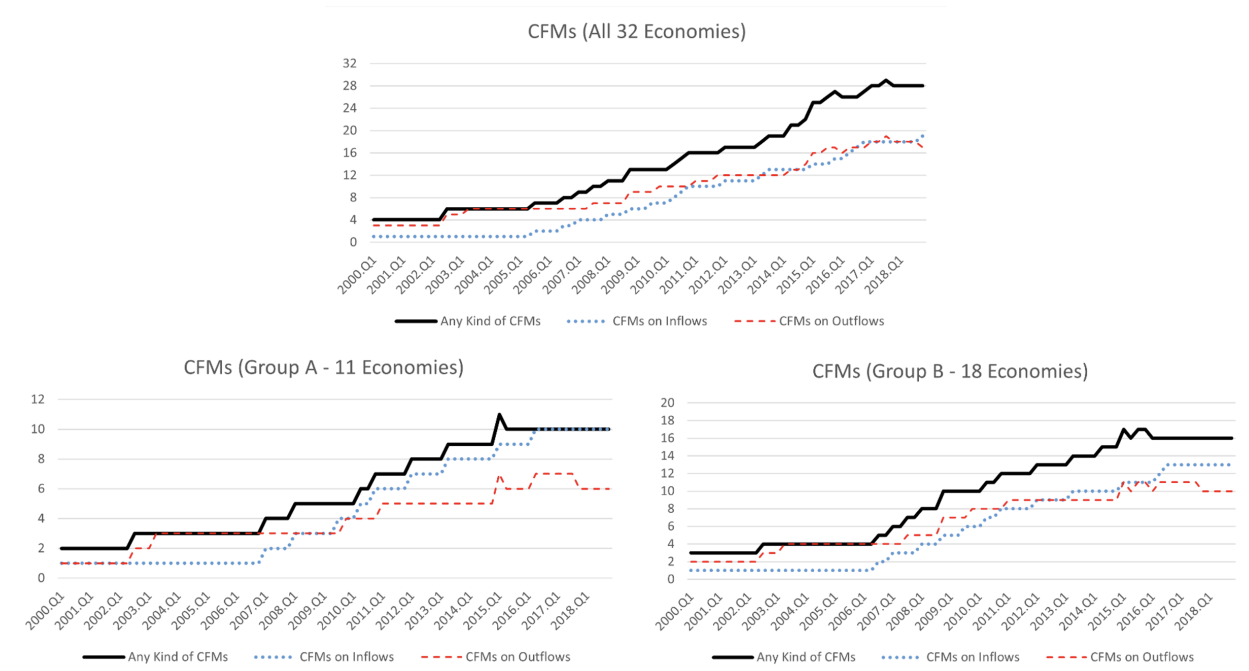 CFMs (All 32 Economies)
32
28
24
20
16
12
8
4
0
2000.Q1
2001.Q1
2002.Q1
2003.Q1
2004.Q1
2005.Q1
2006.Q1
2007.Q1
2008.Q1
2009.Q1
2010.Q1
2011.Q1
2012.Q1
2013.Q1
2014.Q1
2015.Q1
2016.Q1
2017.Q1
2018.Q1
Any Kind of CFMs CFMs on Inflows CFMs on Outflows
CFMs (Group A - 11 Economies)
12
10
8
6
4
2
0
2000.Q1
2001.Q1
2002.Q1
2003.Q1
2004.Q1
2005.Q1
2006.Q1
2007.Q1
2008.Q1
2009.Q1
2010.Q1
2011.Q1
2012.Q1
2013.Q1
2014.Q1
2015.Q1
2016.Q1
2017.Q1
2018.Q1
Any Kind of CFMs CFMs on Inflows CFMs on Outflows
CFMs (Group B - 18 Economies)
20
18
16
14
12
10
8
6
4
2
0
2000.Q1
2001.Q1
2002.Q1
2003.Q1
2004.Q1
2005.Q1
2006.Q1
2007.Q1
2008.Q1
2009.Q1
2010.Q1
2011.Q1
2012.Q1
2013.Q1
2014.Q1
2015.Q1
2016.Q1
2017.Q1
2018.Q1
Any Kind of CFMs CFMs on Inflows CFMs on Outflows